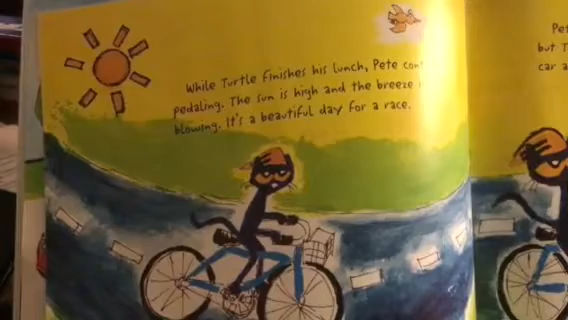 While Turtle finishes his lunch, Pete
pedaling. The sun is high and the breeze
blowing. It's a beautiful day for a race.
but
car